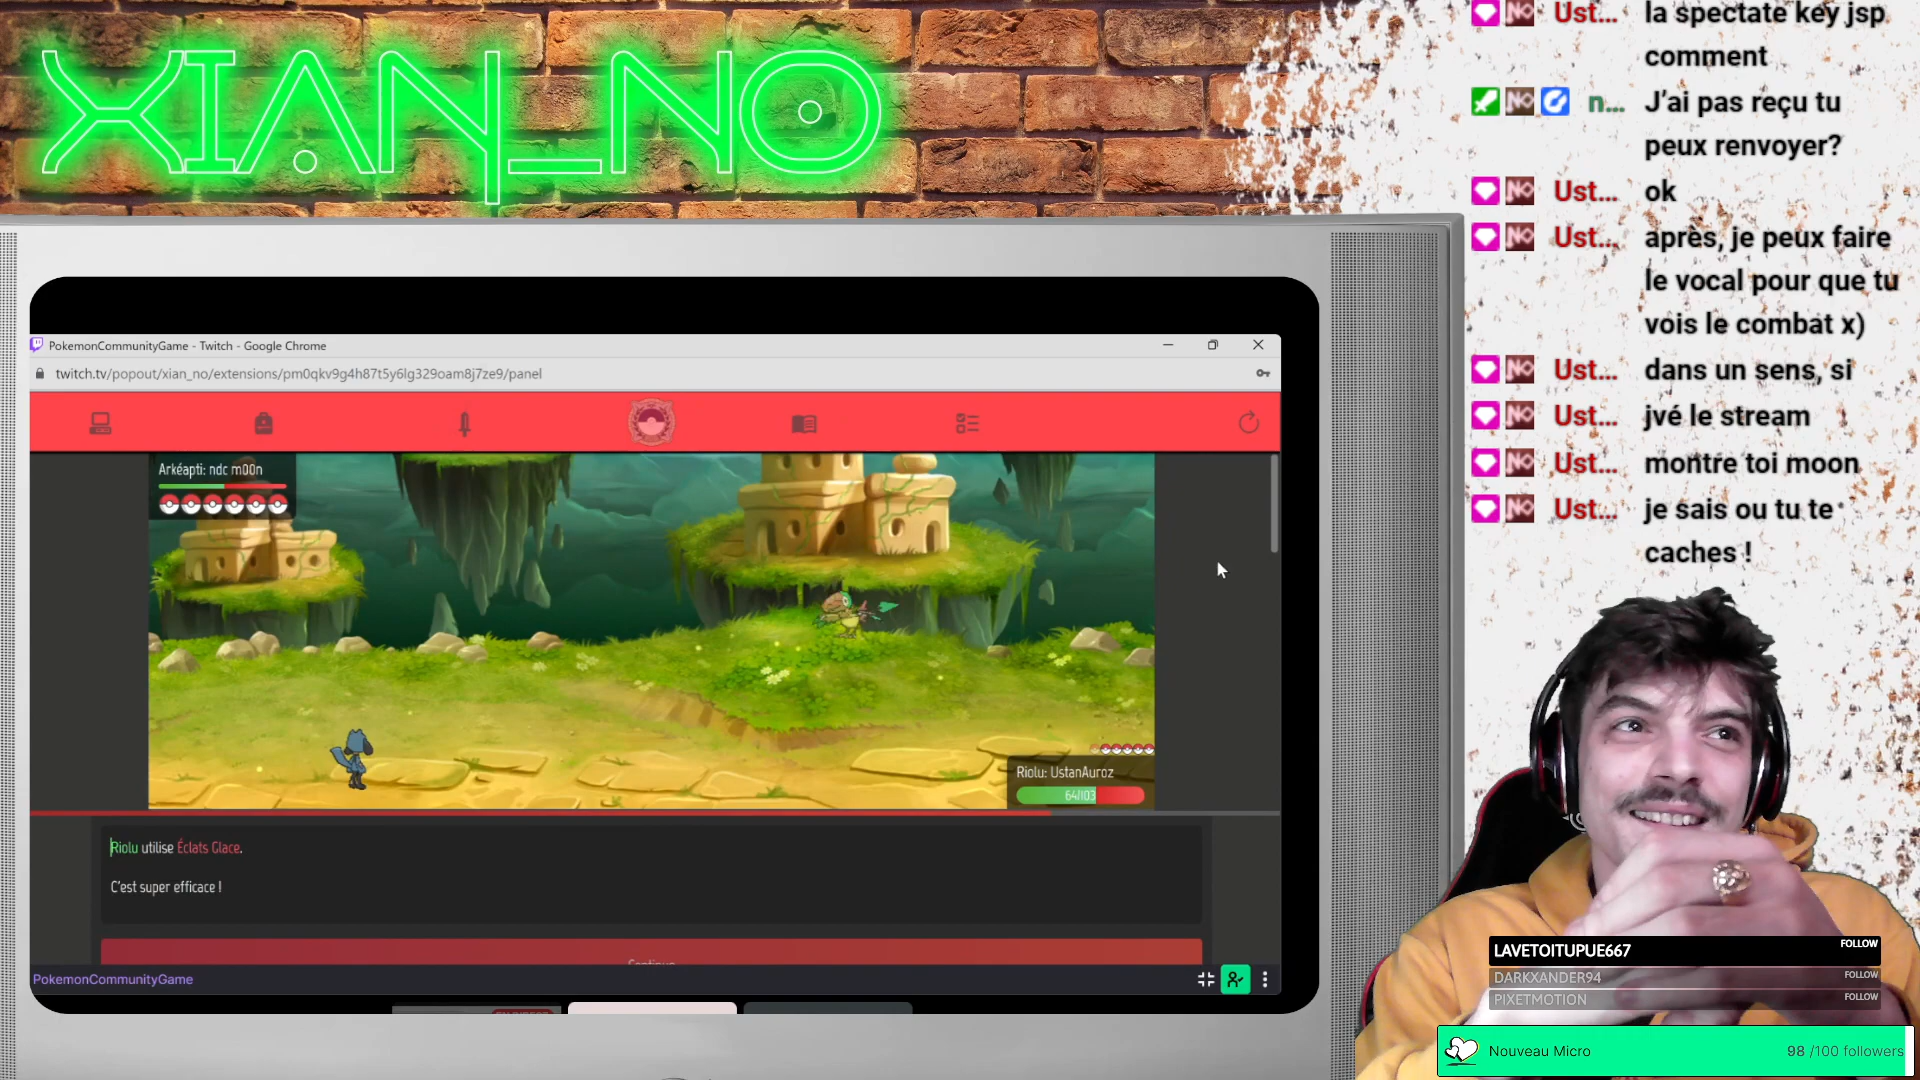 XIAN_NO
la spectate key jsp
comment
n... J'ai pas reçu tu
peux renvoyer?
Ust... ok
Ust... après, je peux faire
le vocal pour que tu
vois le combat x)
Ust... dans un sens, si
Ust... jvé le stream
Ust... montre toi moon
Ust... je sais ou tu te
caches !
PokemonCommunityGame - Twitch - Google Chrome
twitch.tv/popout/xian_no/extensions/pm0qkv9g4h87t5y6lg329oam8j7ze9/panel
Arkéapti: ndc m00n
Riolu: UstanAuroz
64/103
Riolu utilise Éclats Glace.
C'est super efficace !
Continue
PokemonCommunityGame
LAVETOITUPUE667 FOLLOW
DARKXANDER94 FOLLOW
PIXETMOTION FOLLOW
Nouveau Micro 98 /100 followers